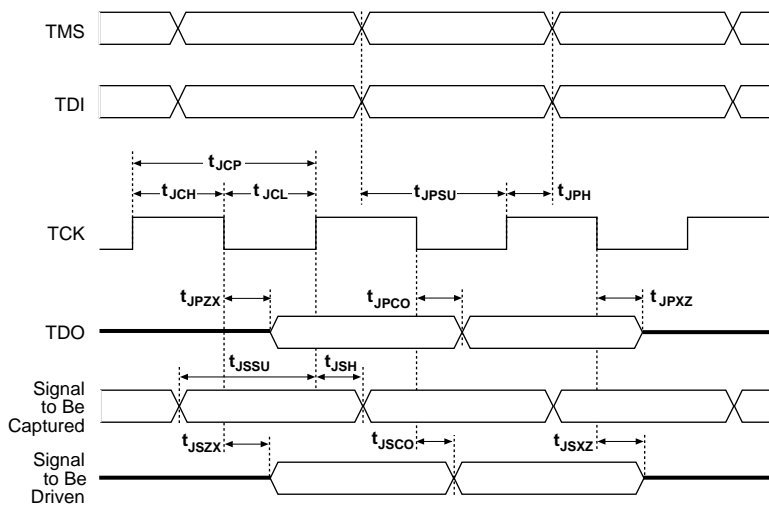 TMS
TDI
tJCP
tJCH
tJCL
tJPSU
tJPH
TCK
tJPZX
tJPCO
tJPXZ
TDO
tJSSU
tJSH
Signal
to Be
Captured
tJSZX
tJSCO
tJSXZ
Signal
to Be
Driven